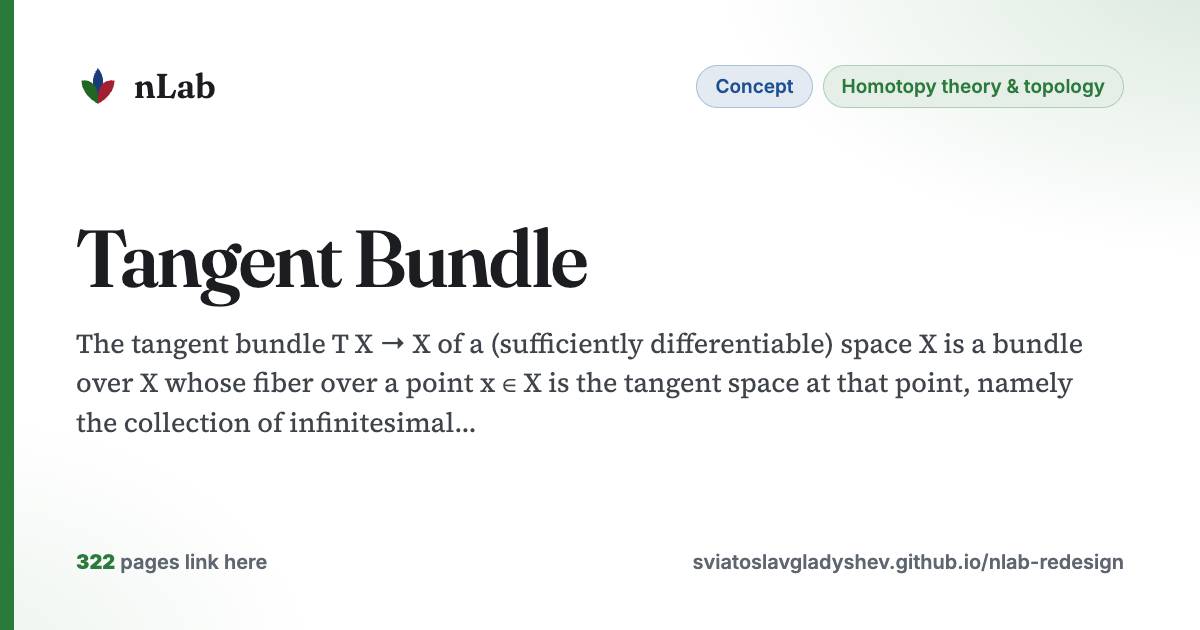 nLab
Concept
Homotopy theory & topology
Tangent Bundle
The tangent bundle T X → X of a (sufficiently differentiable) space X is a bundle
over X whose fiber over a point x ∈ X is the tangent space at that point, namely
the collection of infinitesimal...
322 pages link here
sviatoslavgladyshev.github.io/nlab-redesign